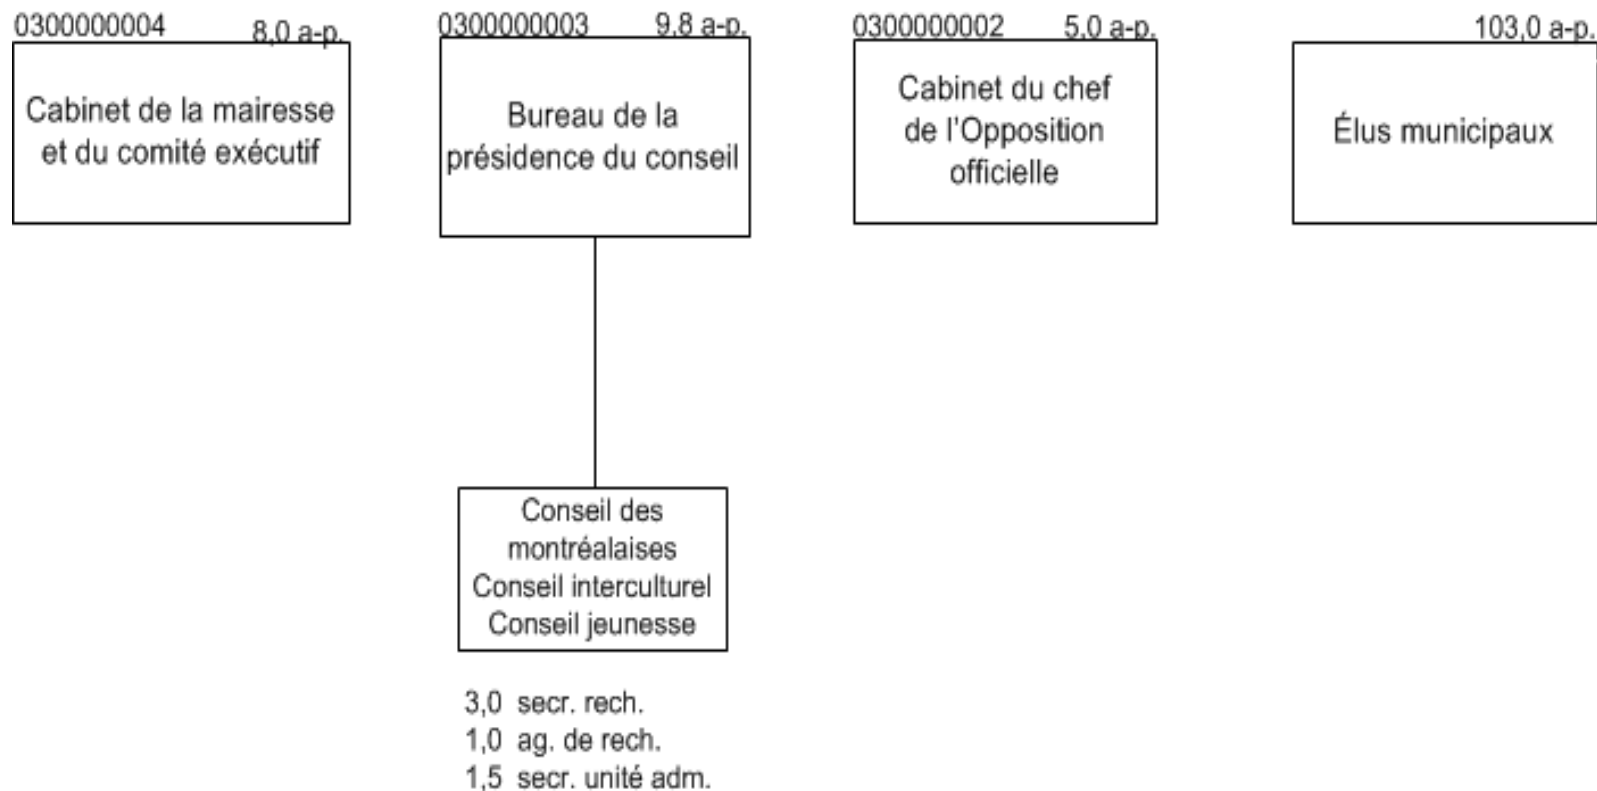 0300000004 8,0 a-p.
Cabinet de la mairesse
et du comité exécutif
0300000003 9,8 a-p.
Bureau de la
présidence du conseil
0300000002 5,0 a-p.
Cabinet du chef
de l'Opposition
officielle
103,0 a-p.
Élus municipaux
Conseil des
montréalaises
Conseil interculturel
Conseil jeunesse
3,0 secr. rech.
1,0 ag. de rech.
1,5 secr. unité adm.